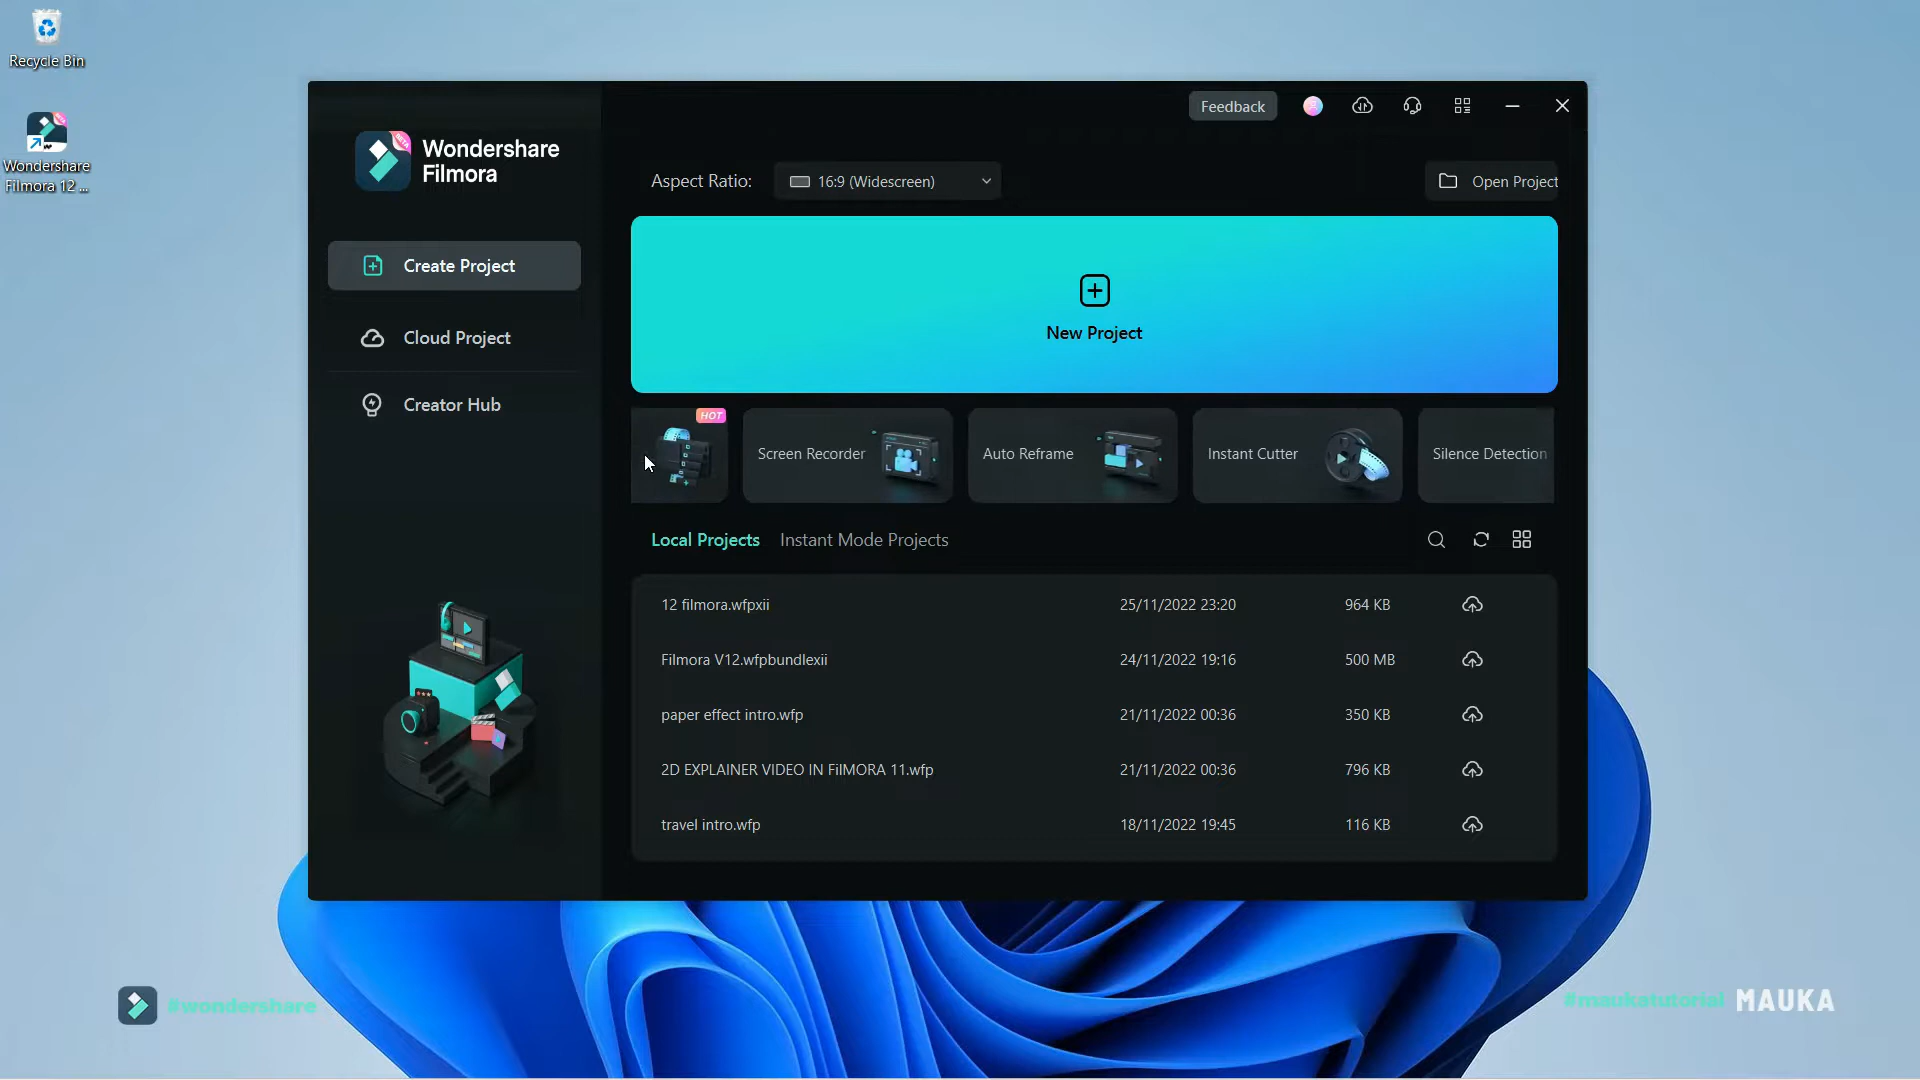 Recycle Bin
Wondershare
Filmora 12 ...
Wondershare
Filmora
Feedback
Aspect Ratio:
16:9 (Widescreen)
Open Project
Create Project
Cloud Project
Creator Hub
New Project
HOT
Screen Recorder
Auto Reframe
Instant Cutter
Silence Detection
Local Projects
Instant Mode Projects
12 filmora.wfpxii 25/11/2022 23:20 964 KB
Filmora V12.wfpbundlexii 24/11/2022 19:16 500 MB
paper effect intro.wfp 21/11/2022 00:36 350 KB
2D EXPLAINER VIDEO IN FilMORA 11.wfp 21/11/2022 00:36 796 KB
travel intro.wfp 18/11/2022 19:45 116 KB
#wondershare
#maukatutorial MAUKA